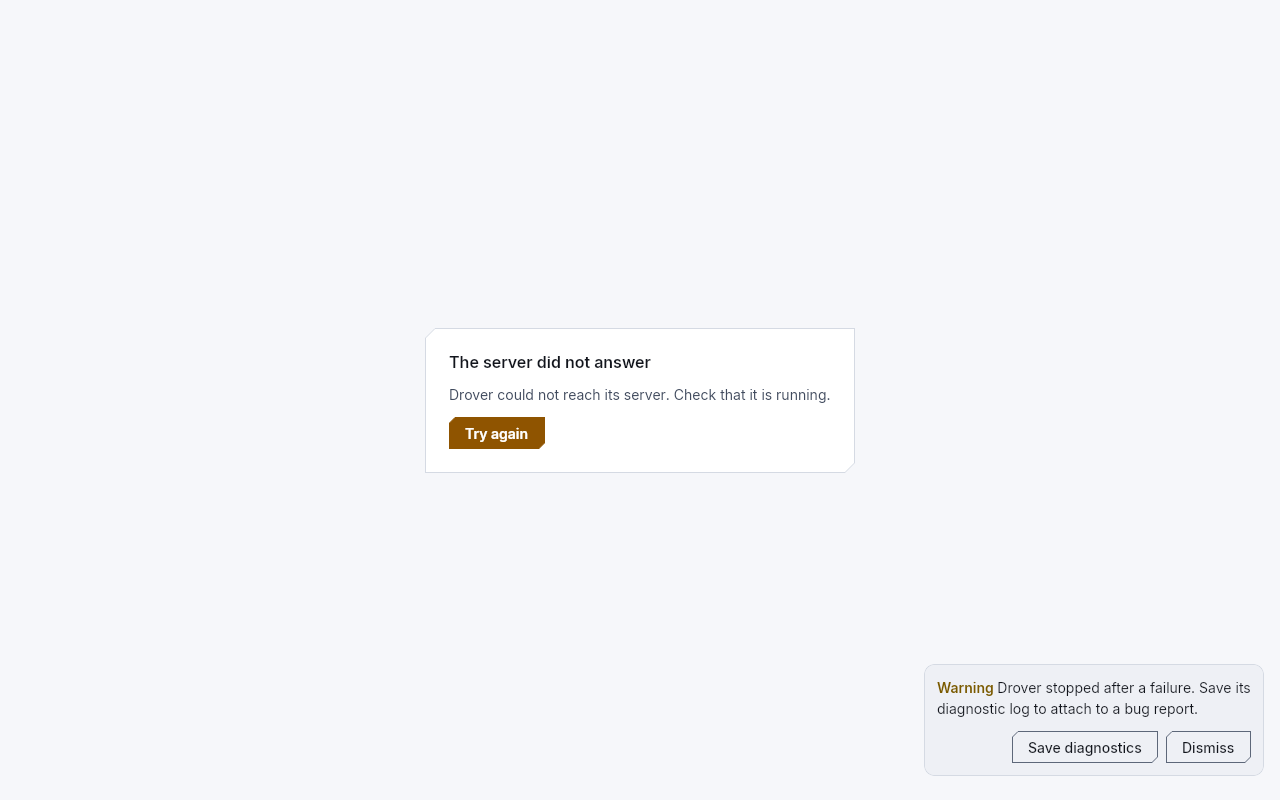 The server did not answer
Drover could not reach its server. Check that it is running.
Try again
Warning Drover stopped after a failure. Save its
diagnostic log to attach to a bug report.
Save diagnostics
Dismiss